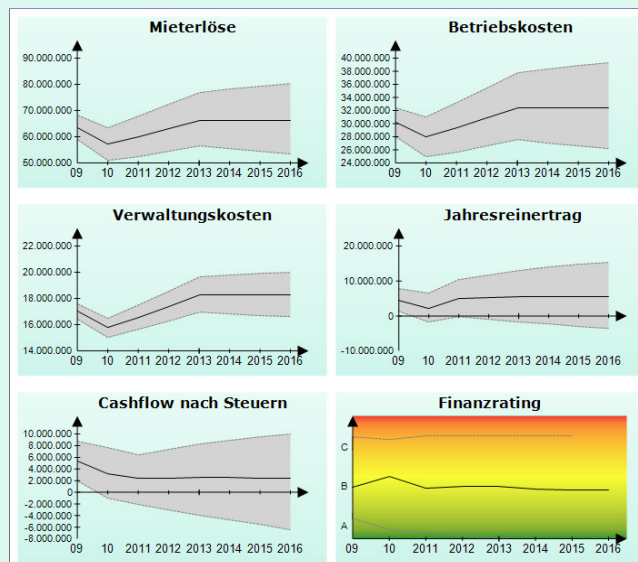 Mieterlöse
90.000.000
80.000.000
70.000.000
60.000.000
50.000.000
09 10 2011 2012 2013 2014 2015 2016
Betriebskosten
40.000.000
38.000.000
36.000.000
34.000.000
32.000.000
30.000.000
28.000.000
26.000.000
24.000.000
09 10 2011 2012 2013 2014 2015 2016
Verwaltungskosten
22.000.000
20.000.000
18.000.000
16.000.000
14.000.000
09 10 2011 2012 2013 2014 2015 2016
Jahresreinertrag
20.000.000
10.000.000
0
-10.000.000
09 10 2011 2012 2013 2014 2015 2016
Cashflow nach Steuern
10.000.000
8.000.000
6.000.000
4.000.000
2.000.000
0
-2.000.000
-4.000.000
-6.000.000
-8.000.000
09 10 2011 2012 2013 2014 2015 2016
Finanzrating
C
B
A
09 10 2011 2012 2013 2014 2015 2016